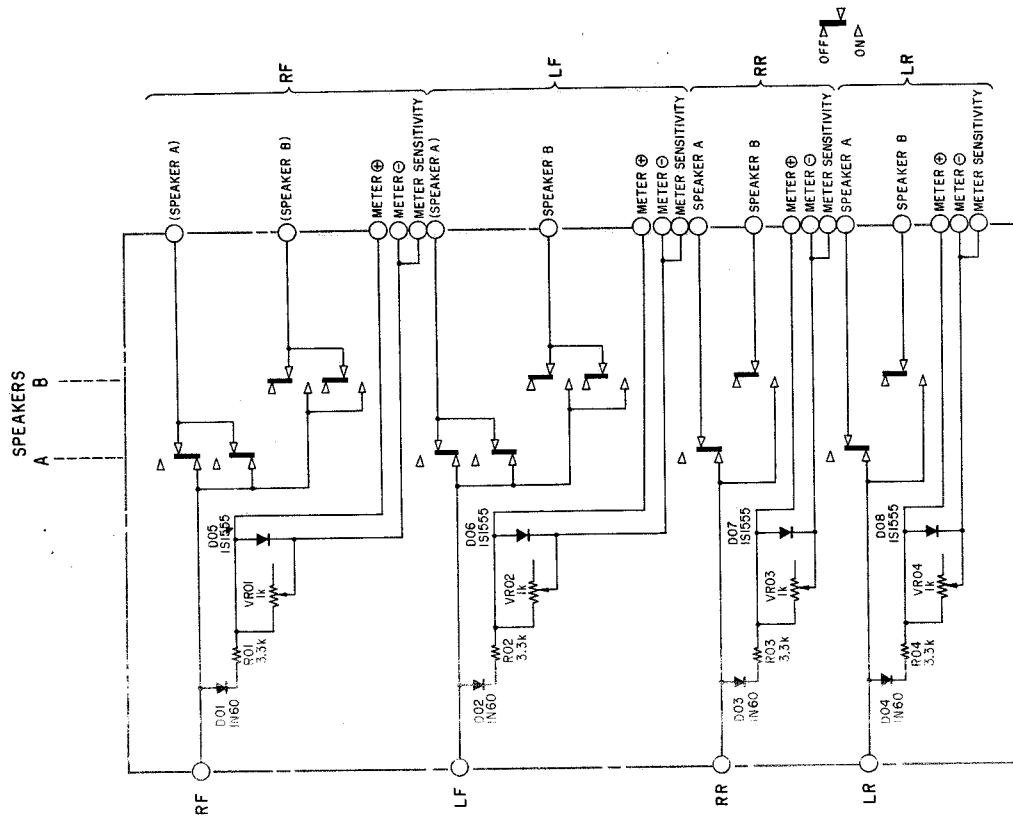 SPEAKERS
A
B
(SPEAKER A)
(SPEAKER B)
METER ⊕
METER ⊖
METER SENSITIVITY
(SPEAKER A)
SPEAKER B
METER ⊕
METER ⊖
METER SENSITIVITY
SPEAKER A
SPEAKER B
METER ⊕
METER ⊖
METER SENSITIVITY
SPEAKER A
SPEAKER B
METER ⊕
METER ⊖
METER SENSITIVITY
RF
LF
RR
LR
OFF
ON
D05
1S1555
VR01
1k
R01
3.3k
D01
1N60
RF
D06
1S1555
VR02
1k
R02
3.3k
D02
1N60
LF
D07
1S1555
VR03
1k
R03
3.3k
D03
1N60
RR
D08
1S1555
VR04
1k
R04
3.3k
D04
1N60
LR